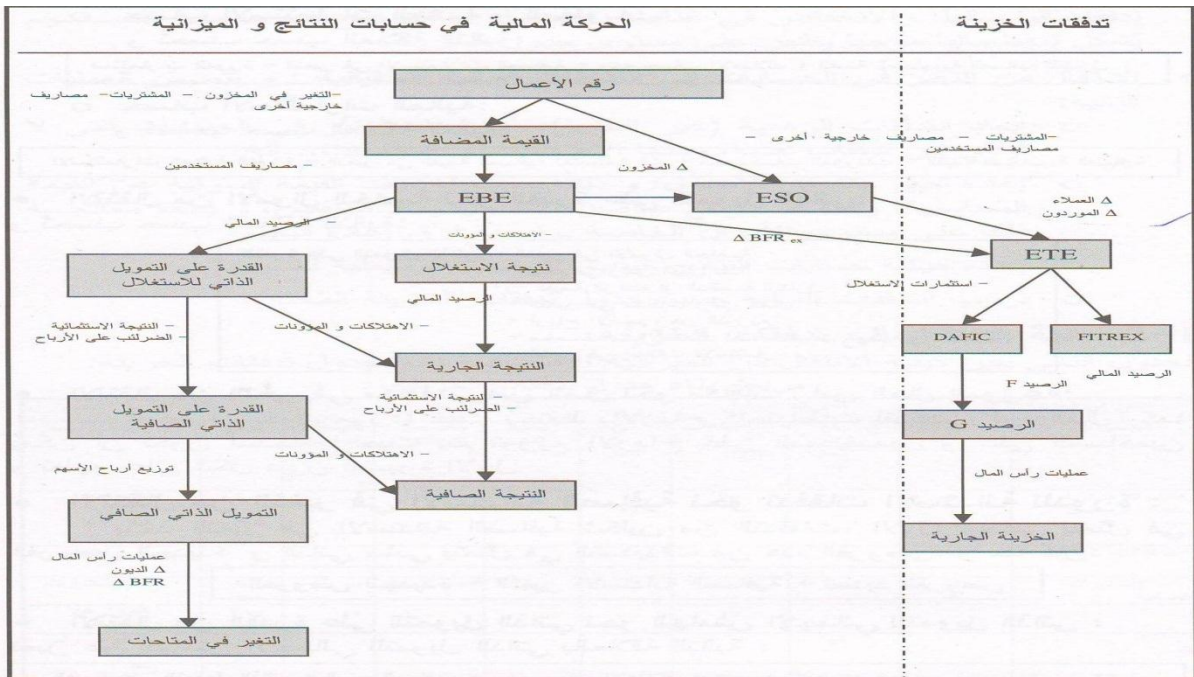 الحركة المالية في حسابات النتائج و الميزانية
تدفقات الخزينة
رقم الأعمال
–التغير في المخزون – المشتريات– مصاريف
خارجية أخرى
القيمة المضافة
–المشتريات – مصاريف خارجية أخرى –
مصاريف المستخدمين
مصاريف المستخدمين–
Δ المخزون
EBE
ESO
Δ العملاء
Δ الموردون
–الرصيد المالي
الاهتلاكات و المؤونات–
Δ BFR ex
ETE
القدرة على التمويل
الذاتي للاستغلال
نتيجة الاستغلال
– استثمارات الاستغلال
الرصيد المالي–
– النتيجة الاستثنائية
الضرائب على الأرباح –
– الاهتلاكات و المؤونات
DAFIC
FITREX
النتيجة الجارية
الرصيد F
الرصيد المالي
–النتيجة الاستثنائية
الضرائب على الأرباح–
القدرة على التمويل
الذاتي الصافية
الرصيد G
– الاهتلاكات و المؤونات
توزيع أرباح الأسهم
عمليات رأس المال
النتيجة الصافية
التمويل الذاتي الصافي
الخزينة الجارية
عمليات رأس المال
Δ الديون
Δ BFR
التغير في المتاحات